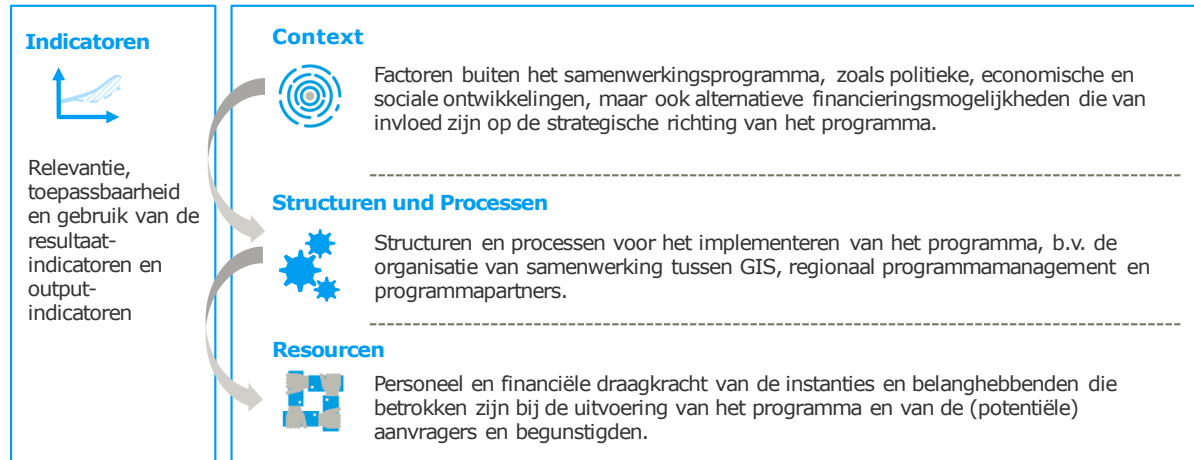 Indicatoren
Relevantie,
toepassbaarheid
en gebruik van de
resultaat-
indicatoren en
output-
indicatoren
Context
Factoren buiten het samenwerkingsprogramma, zoals politieke, economische en
sociale ontwikkelingen, maar ook alternatieve financieringsmogelijkheden die van
invloed zijn op de strategische richting van het programma.
Structuren und Processen
Structuren en processen voor het implementeren van het programma, b.v. de
organisatie van samenwerking tussen GIS, regionaal programmamanagement en
programmapartners.
Resourcen
Personeel en financiële draagkracht van de instanties en belanghebbenden die
betrokken zijn bij de uitvoering van het programma en van de (potentiële)
aanvragers en begunstigden.